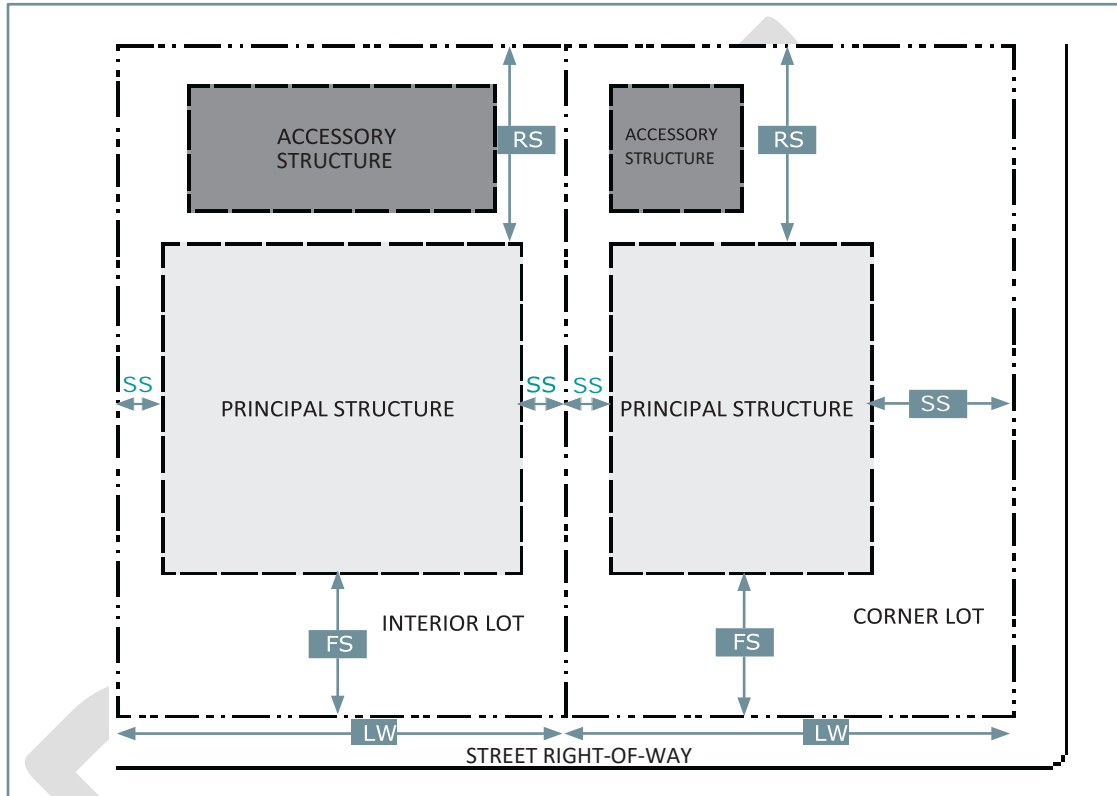 ACCESSORY
STRUCTURE
RS
ACCESSORY
STRUCTURE
RS
SS
PRINCIPAL STRUCTURE
SS
SS
PRINCIPAL STRUCTURE
SS
INTERIOR LOT
FS
CORNER LOT
FS
LW
LW
STREET RIGHT-OF-WAY